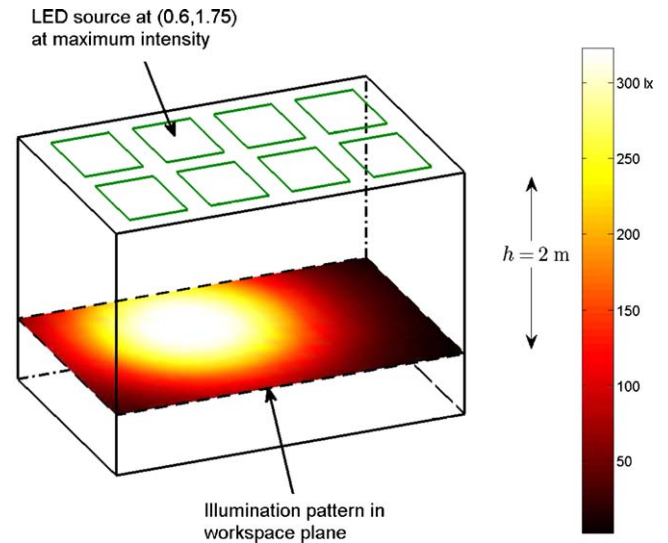 LED source at (0.6,1.75)
at maximum intensity
300 lx
250
200
150
100
50
h = 2 m
Illumination pattern in
workspace plane